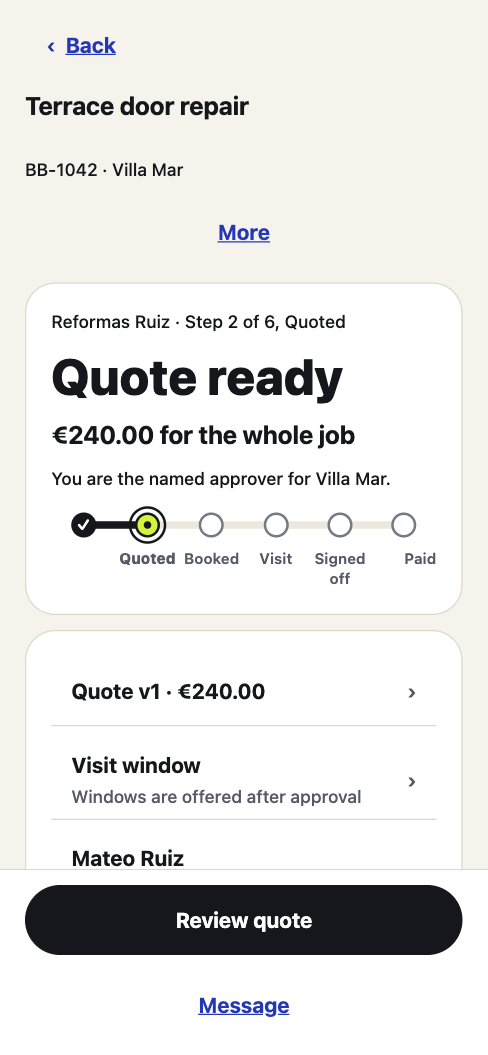 ‹ Back
Terrace door repair
BB-1042 · Villa Mar
More
Reformas Ruiz · Step 2 of 6, Quoted
Quote ready
€240.00 for the whole job
You are the named approver for Villa Mar.
Quoted Booked Visit Signed off Paid
Quote v1 · €240.00 ›
Visit window
Windows are offered after approval ›
Mateo Ruiz
Review quote
Message